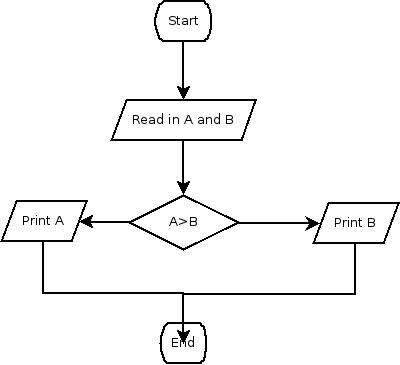 Start
Read in A and B
Print A
A>B
Print B
End